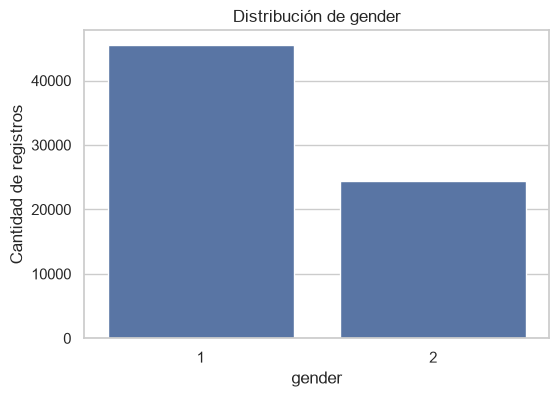 Distribución de gender
Cantidad de registros
40000
30000
20000
10000
0
1 2
gender